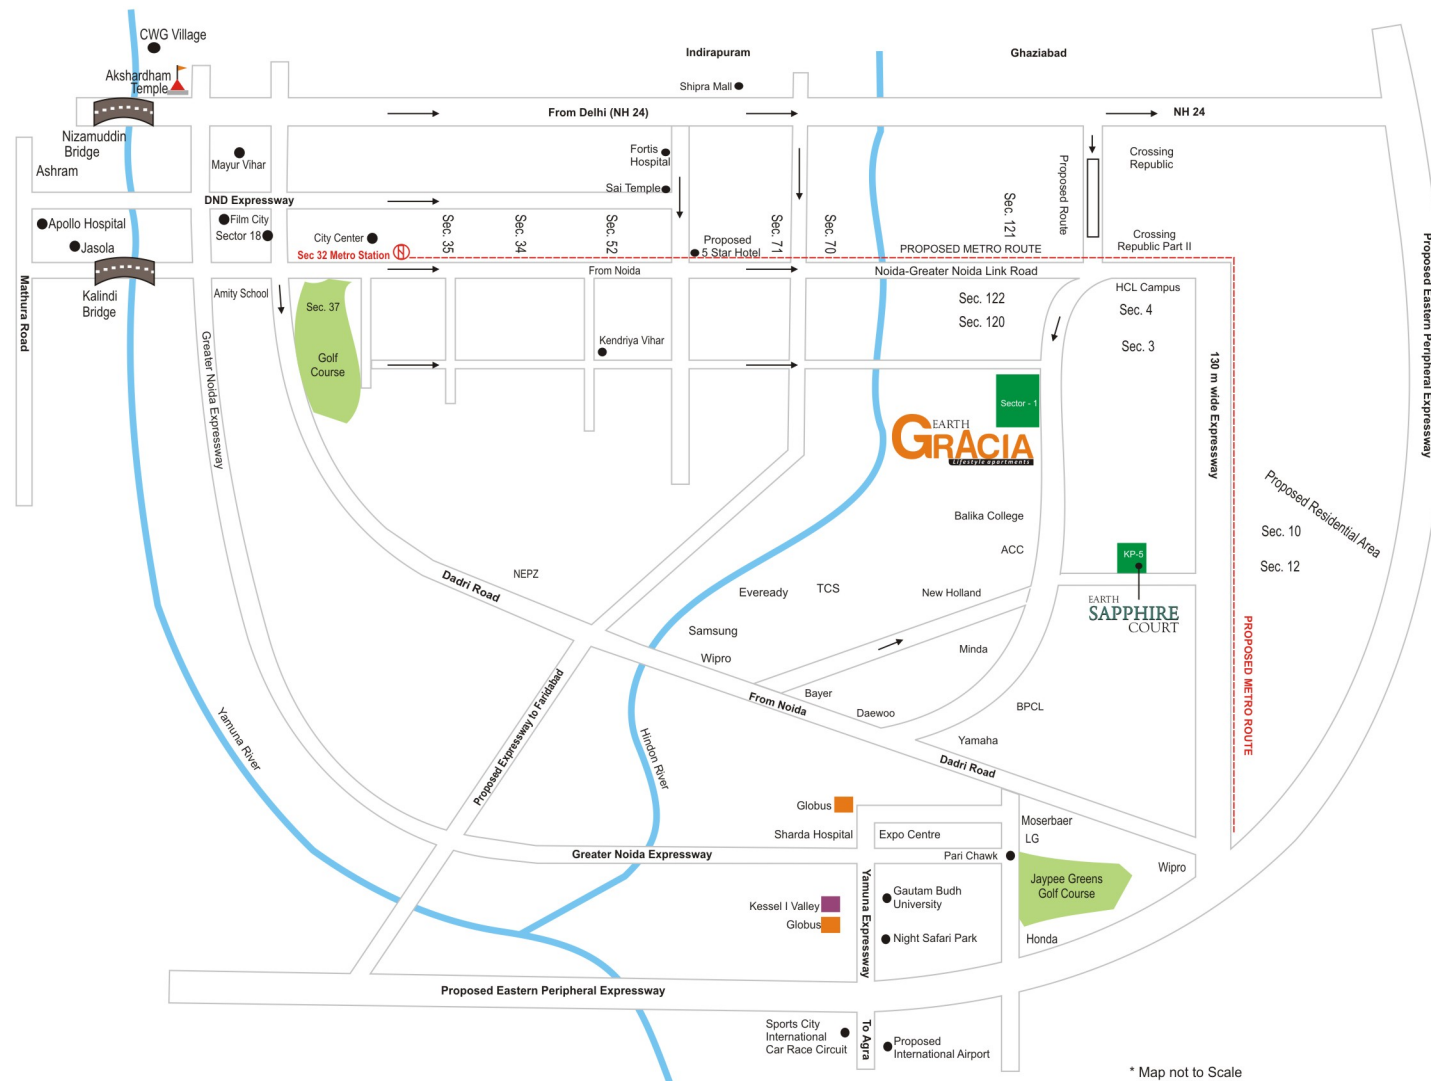 CWG Village
Indirapuram
Ghaziabad
Akshardham
Temple
Shipra Mall
From Delhi (NH 24)
NH 24
Nizamuddin
Bridge
Ashram
Mayur Vihar
Fortis
Hospital
Sai Temple
Proposed Route
Crossing
Republic
DND Expressway
Apollo Hospital
Jasola
Film City
Sector 18
City Center
Sec 32 Metro Station
Sec. 35
Sec. 34
Sec. 52
Proposed
5 Star Hotel
Sec. 71
Sec. 70
Sec. 121
PROPOSED METRO ROUTE
Crossing
Republic Part II
From Noida
Noida-Greater Noida Link Road
Mathura Road
Kalindi
Bridge
Amity School
Sec. 37
Golf
Course
Greater Noida Expressway
Kendriya Vihar
Sec. 122
Sec. 120
HCL Campus
Sec. 4
Sec. 3
130 m wide Expressway
Proposed Eastern Peripheral Expressway
Sector - 1
EARTH
GRACIA
lifestyle apartments
Proposed Residential Area
Sec. 10
Sec. 12
Balika College
ACC
KP-5
EARTH
SAPPHIRE
COURT
NEPZ
Dadri Road
Eveready
TCS
New Holland
Samsung
Wipro
Minda
From Noida
Bayer
Daewoo
BPCL
Yamaha
Dadri Road
PROPOSED METRO ROUTE
Yamuna River
Proposed Expressway to Faridabad
Hindon River
Globus
Sharda Hospital
Expo Centre
Moserbaer
LG
Greater Noida Expressway
Pari Chawk
Wipro
Jaypee Greens
Golf Course
Yamuna Expressway
Kessel I Valley
Globus
Gautam Budh
University
Night Safari Park
Honda
Proposed Eastern Peripheral Expressway
Sports City
International
Car Race Circuit
To Agra
Proposed
International Airport
* Map not to Scale